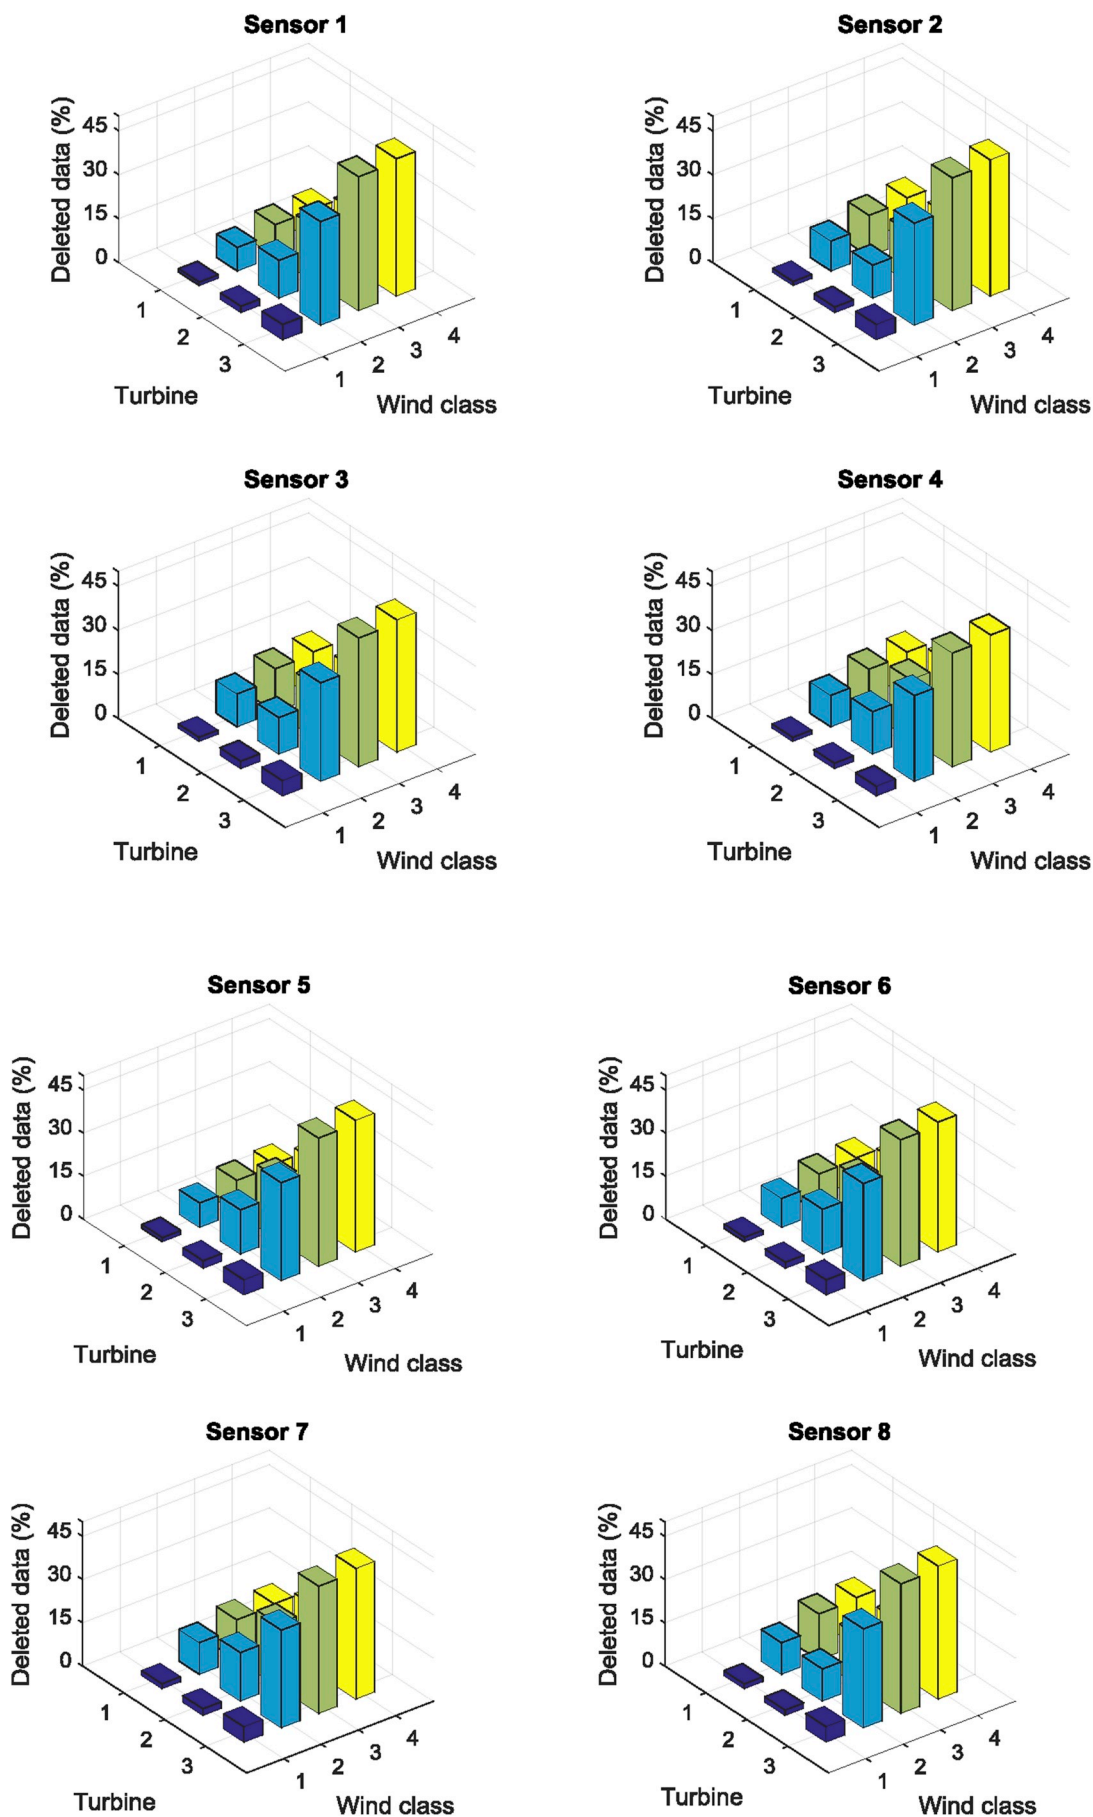 Sensor 1
Deleted data (%)
45
30
15
0
1
2
3
Turbine
1
2
3
4
Wind class
Sensor 2
Deleted data (%)
45
30
15
0
1
2
3
Turbine
1
2
3
4
Wind class
Sensor 3
Deleted data (%)
45
30
15
0
1
2
3
Turbine
1
2
3
4
Wind class
Sensor 4
Deleted data (%)
45
30
15
0
1
2
3
Turbine
1
2
3
4
Wind class
Sensor 5
Deleted data (%)
45
30
15
0
1
2
3
Turbine
1
2
3
4
Wind class
Sensor 6
Deleted data (%)
45
30
15
0
1
2
3
Turbine
1
2
3
4
Wind class
Sensor 7
Deleted data (%)
45
30
15
0
1
2
3
Turbine
1
2
3
4
Wind class
Sensor 8
Deleted data (%)
45
30
15
0
1
2
3
Turbine
1
2
3
4
Wind class